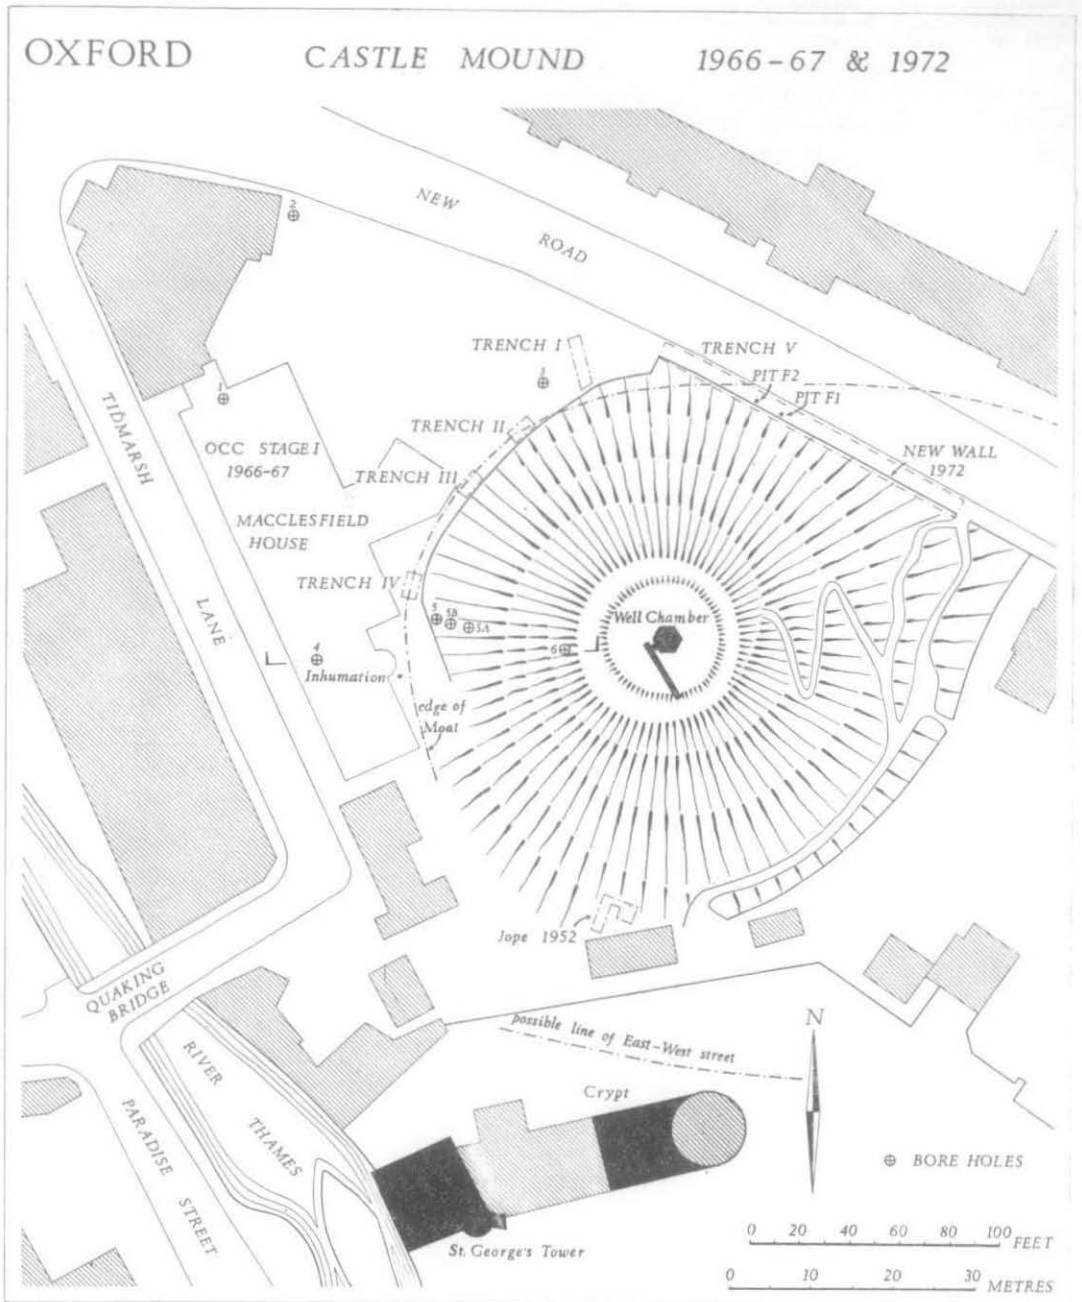 OXFORD CASTLE MOUND 1966-67 & 1972
NEW
ROAD
2
TRENCH I
TRENCH V
PIT F2
3
PIT F1
1
TIDMARSH
LANE
TRENCH II
OCC STAGE I
1966-67
NEW WALL
1972
TRENCH III
MACCLESFIELD
HOUSE
TRENCH IV
5
5B
5A
Well Chamber
6
4
Inhumation
edge of
Moat
Jope 1952
QUAKING
BRIDGE
possible line of East-West street
N
RIVER
THAMES
Crypt
PARADISE
STREET
BORE HOLES
St. George's Tower
0 20 40 60 80 100 FEET
0 10 20 30 METRES